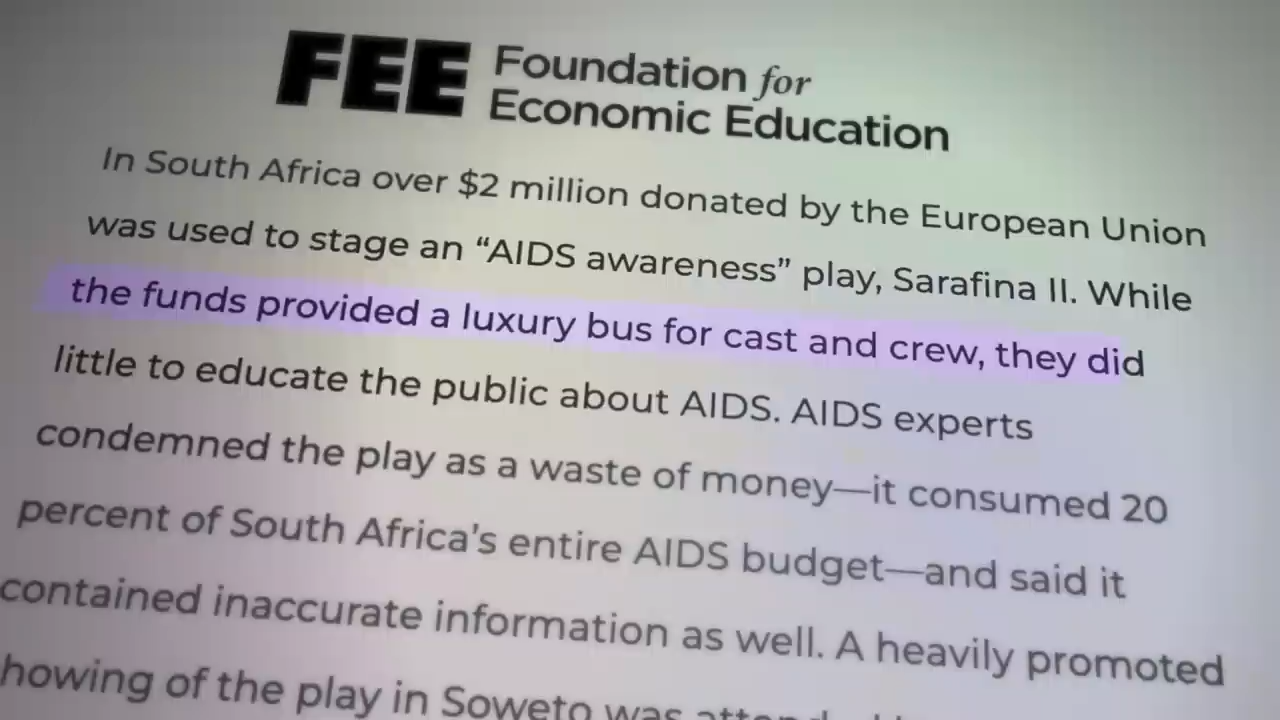 FEE Foundation for
Economic Education
In South Africa over $2 million donated by the European Union
was used to stage an “AIDS awareness” play, Sarafina II. While
the funds provided a luxury bus for cast and crew, they did
little to educate the public about AIDS. AIDS experts
condemned the play as a waste of money—it consumed 20
percent of South Africa's entire AIDS budget—and said it
contained inaccurate information as well. A heavily promoted
howing of the play in Soweto was